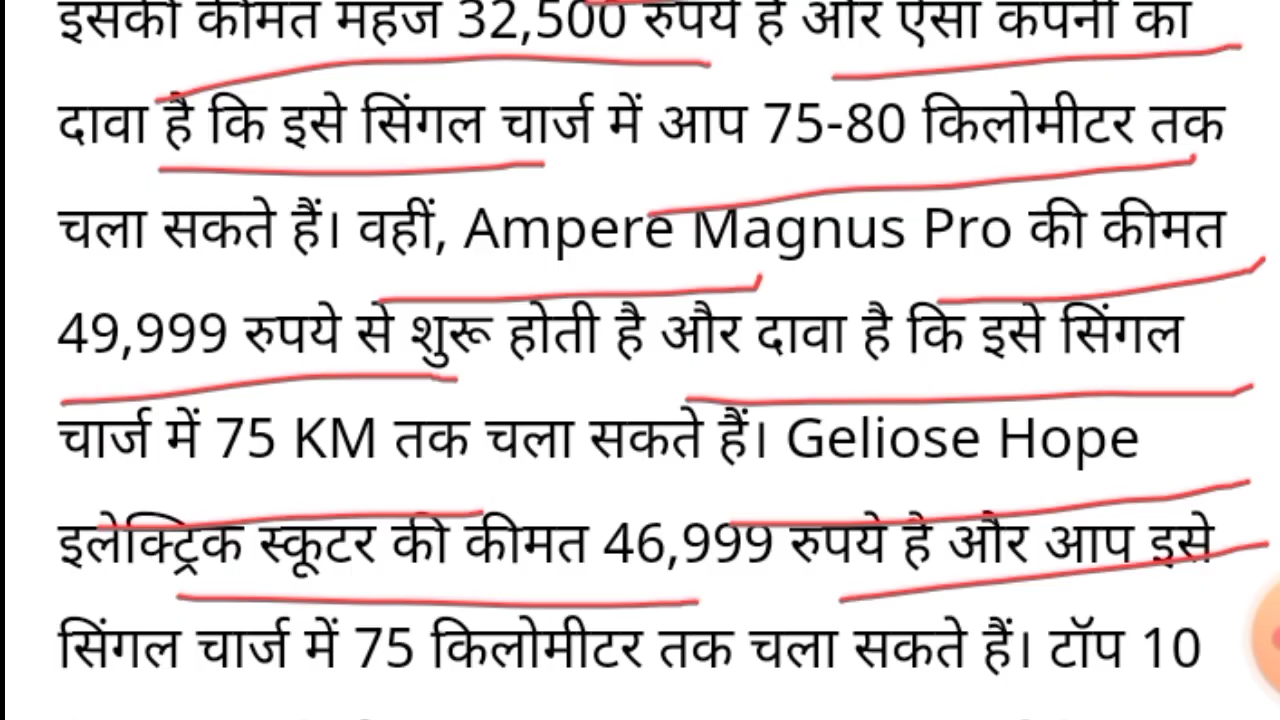 इसकी कीमत महज 32,500 रुपये है और ऐसा कंपनी का
दावा है कि इसे सिंगल चार्ज में आप 75-80 किलोमीटर तक
चला सकते हैं। वहीं, Ampere Magnus Pro की कीमत
49,999 रुपये से शुरू होती है और दावा है कि इसे सिंगल
चार्ज में 75 KM तक चला सकते हैं। Geliose Hope
इलेक्ट्रिक स्कूटर की कीमत 46,999 रुपये है और आप इसे
सिंगल चार्ज में 75 किलोमीटर तक चला सकते हैं। टॉप 10